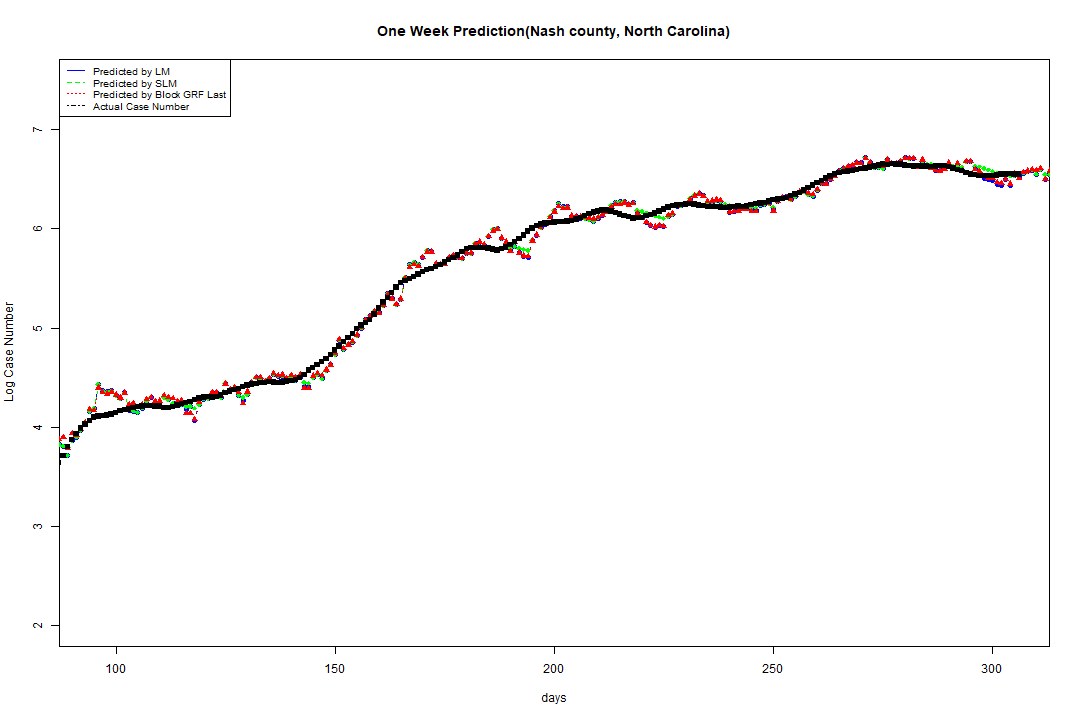 One Week Prediction(Nash county, North Carolina)
Predicted by LM
Predicted by SLM
Predicted by Block GRF Last
Actual Case Number
Log Case Number
7
6
5
4
3
2
100 150 200 250 300
days